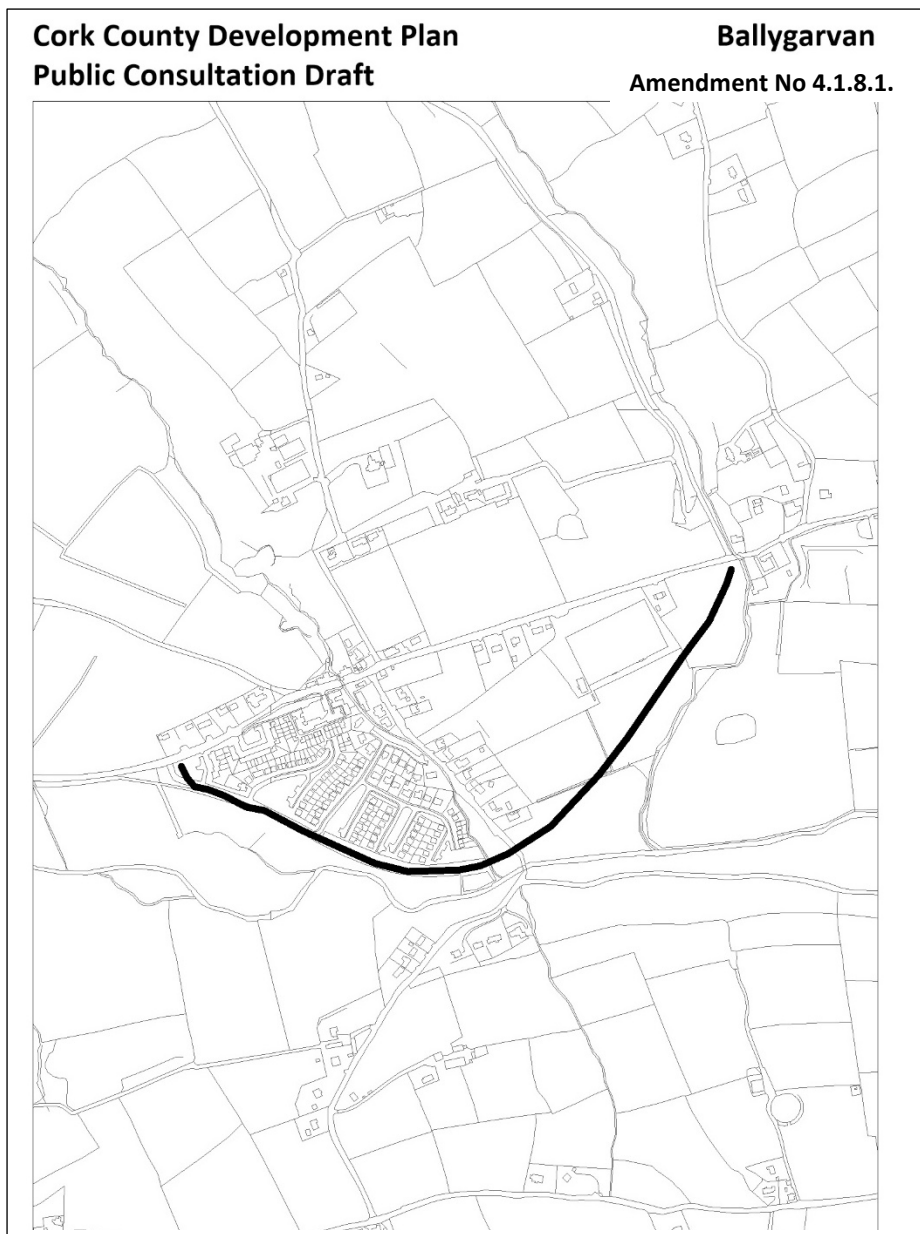 Cork County Development Plan
Ballygarvan
Public Consultation Draft
Amendment No 4.1.8.1.